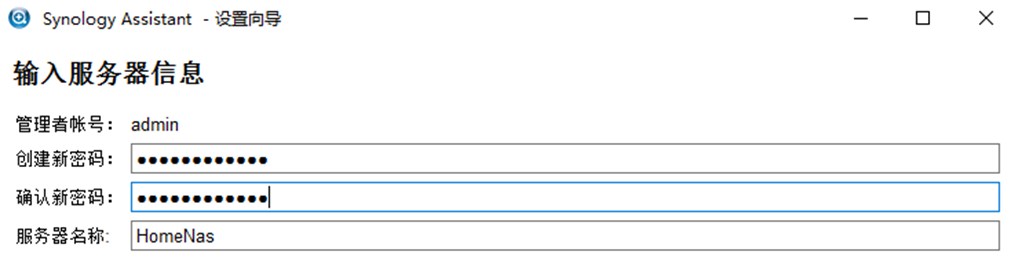 Synology Assistant - 设置向导
输入服务器信息
管理者帐号： admin
创建新密码： ●●●●●●●●●●●●
确认新密码： ●●●●●●●●●●●●
服务器名称: HomeNas